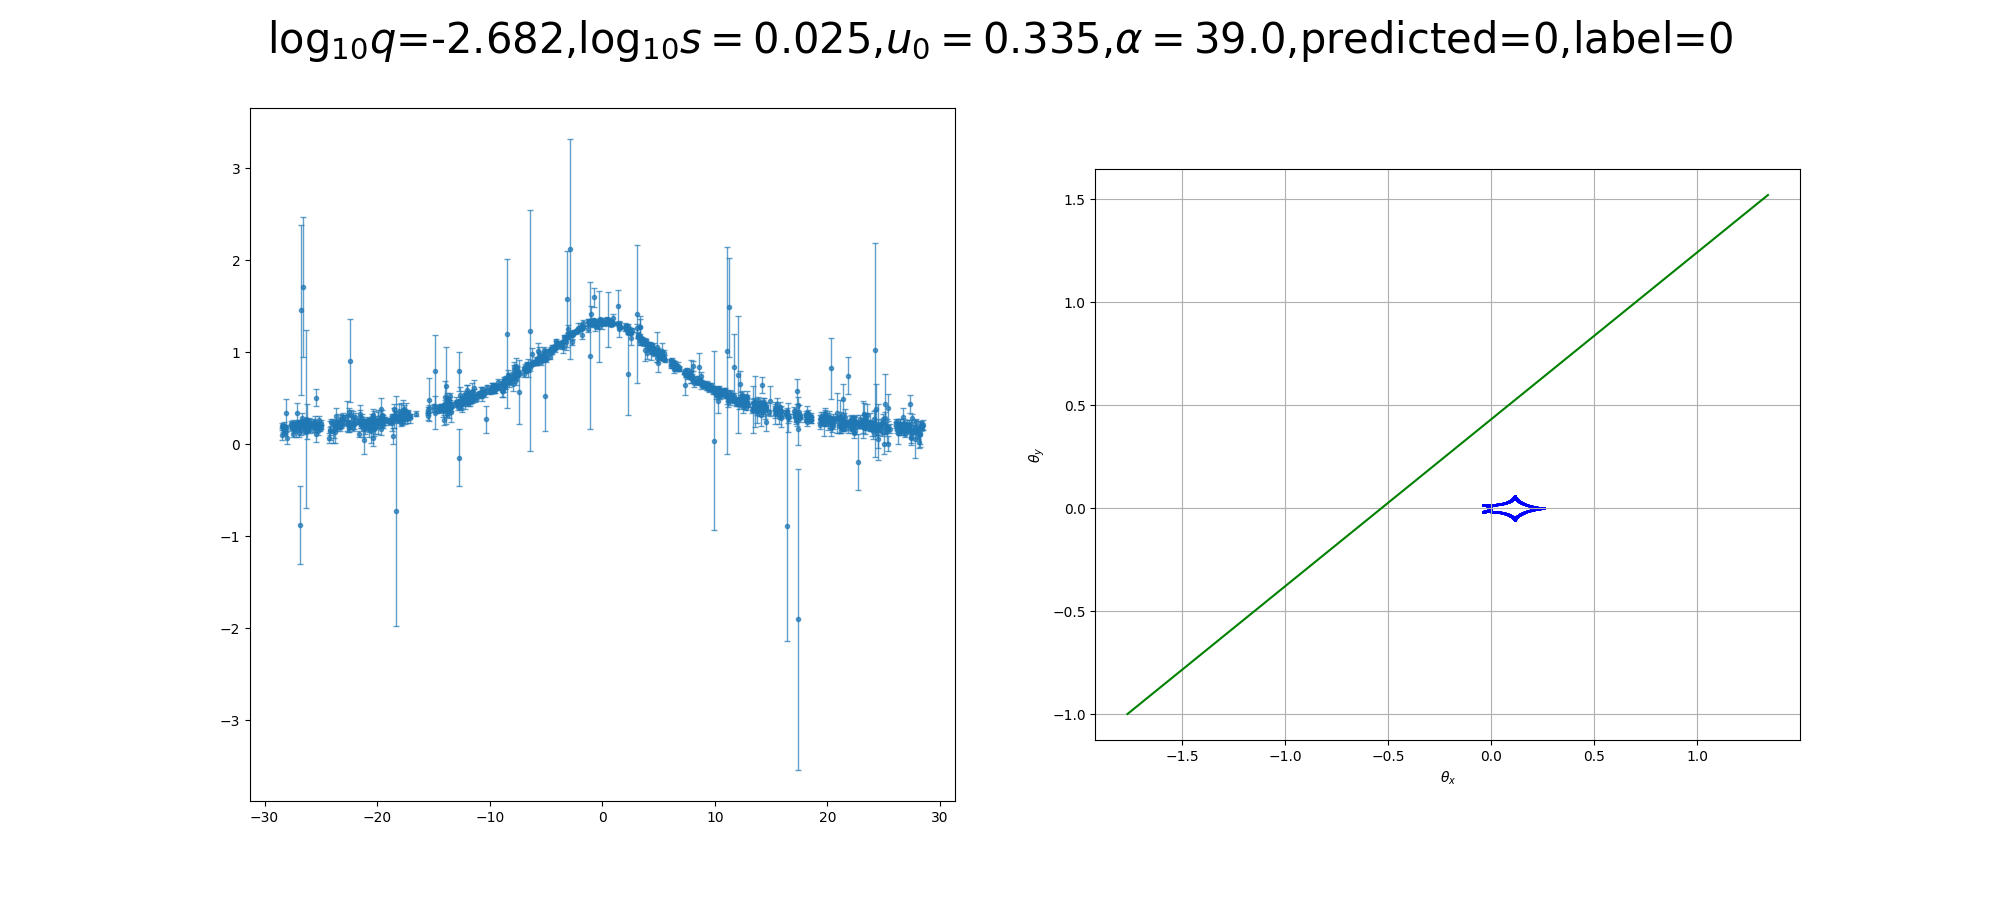 log₁₀q=-2.682,log₁₀s = 0.025,u₀ = 0.335,α = 39.0,predicted=0,label=0
3
2
1
0
−1
−2
−3
−30 −20 −10 0 10 20 30
1.5
1.0
0.5
0.0
−0.5
−1.0
θy
−1.5 −1.0 −0.5 0.0 0.5 1.0
θx